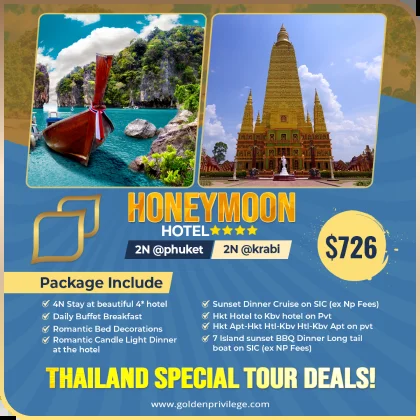 HONEYMOON
HOTEL★★★★
2N @phuket 2N @krabi
$726
Package Include
4N Stay at beautiful 4* hotel
Daily Buffet Breakfast
Romantic Bed Decorations
Romantic Candle Light Dinner
at the hotel
Sunset Dinner Cruise on SIC (ex Np Fees)
Hkt Hotel to Kbv hotel on Pvt
Hkt Apt-Hkt Htl-Kbv Htl-Kbv Apt on pvt
7 Island sunset BBQ Dinner Long tail
boat on SIC (ex NP Fees)
THAILAND SPECIAL TOUR DEALS!
www.goldenprivilege.com